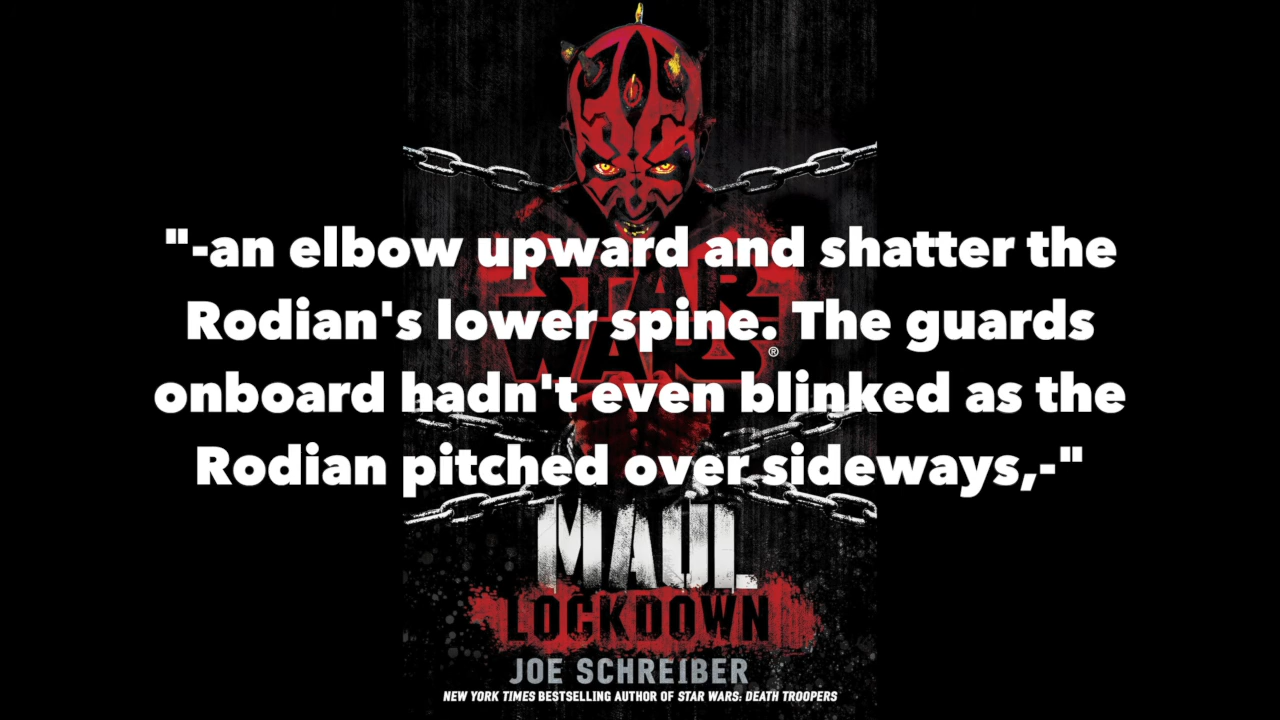 "-an elbow upward and shatter the
STAR
Rodian's lower spine. The guards
WARS®
onboard hadn't even blinked as the
Rodian pitched over sideways,-"
MAUL
LOCKDOWN
JOE SCHREIBER
NEW YORK TIMES BESTSELLING AUTHOR OF STAR WARS: DEATH TROOPERS